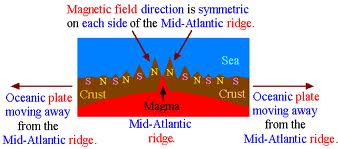 Magnetic field direction is symmetric
on each side of the Mid-Atlantic ridge.
Sea
S N S N S N N S N S N S
Crust
Magma
Crust
Oceanic plate
moving away
from the
Mid-Atlantic ridge.
Mid-Atlantic
ridge.
Oceanic plate
moving away
from the
Mid-Atlantic ridge.